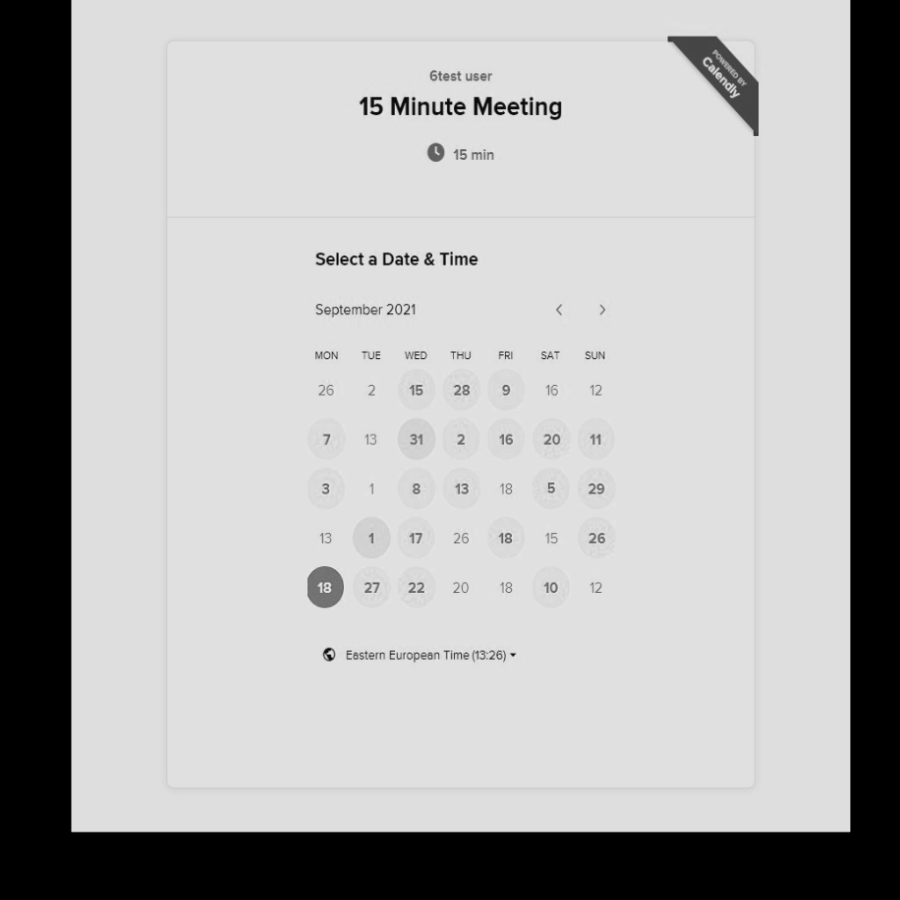 POWERED BY
Calendly
6test user
15 Minute Meeting
15 min
Select a Date & Time
September 2021
MON TUE WED THU FRI SAT SUN
26 2 15 28 9 16 12
7 13 31 2 16 20 11
3 1 8 13 18 5 29
13 1 17 26 18 15 26
18 27 22 20 18 10 12
Eastern European Time (13:26)